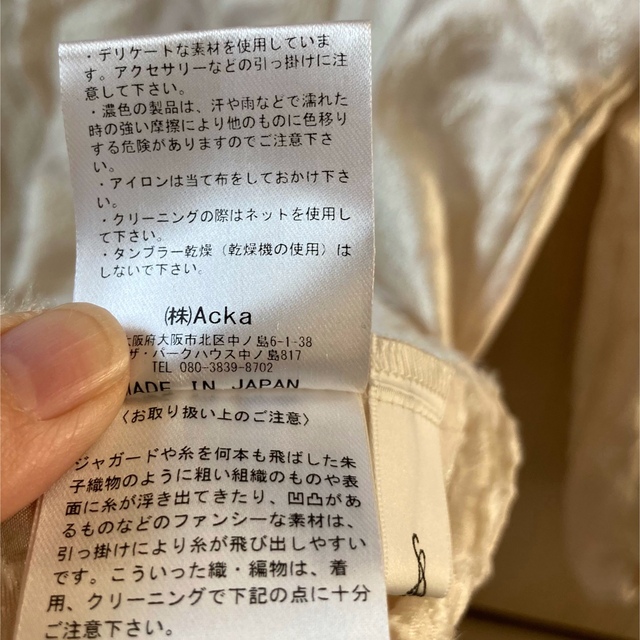 ・デリケートな素材を使用していま
す。アクセサリーなどの引っ掛けに注
意して下さい。
・濃色の製品は、汗や雨などで濡れた
時の強い摩擦により他のものに色移り
する危険がありますのでご注意下さ
い。
・アイロンは当て布をしておかけ下さ
い。
・クリーニングの際はネットを使用し
て下さい。
・タンブラー乾燥（乾燥機の使用）は
しないで下さい。
(株)Acka
大阪府大阪市北区中ノ島6-1-38
ザ・パークハウス中ノ島817
TEL 080-3839-8702
MADE IN JAPAN
〈お取り扱い上のご注意〉
ジャガードや糸を何本も飛ばした朱
子織物のように粗い組織のものや表
面に糸が浮き出てきたり、凹凸があ
るものなどのファンシーな素材は、
引っ掛けにより糸が飛び出しやすい
です。こういった織・編物は、着
用、クリーニングで下記の点に十分
ご注意下さい。